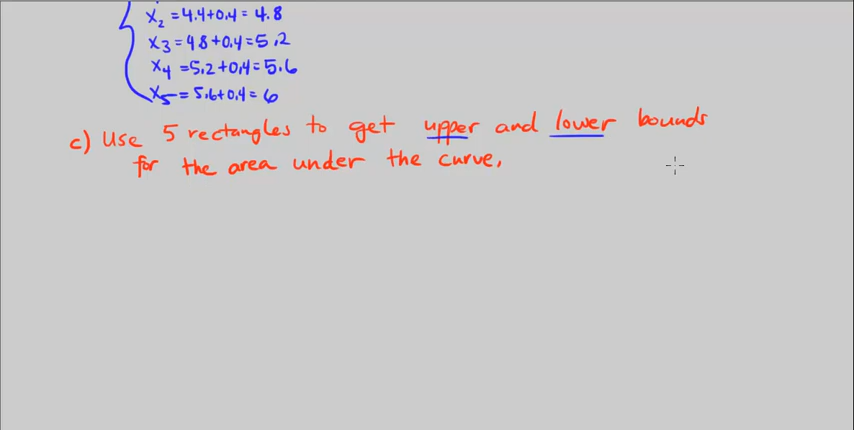 x₂ = 4.4+0.4 = 4.8
x3 = 4.8+0.4 = 5.2
x4 = 5.2+0.4 = 5.6
x5 = 5.6+0.4 = 6
c) Use 5 rectangles to get upper and lower bounds
for the area under the curve.